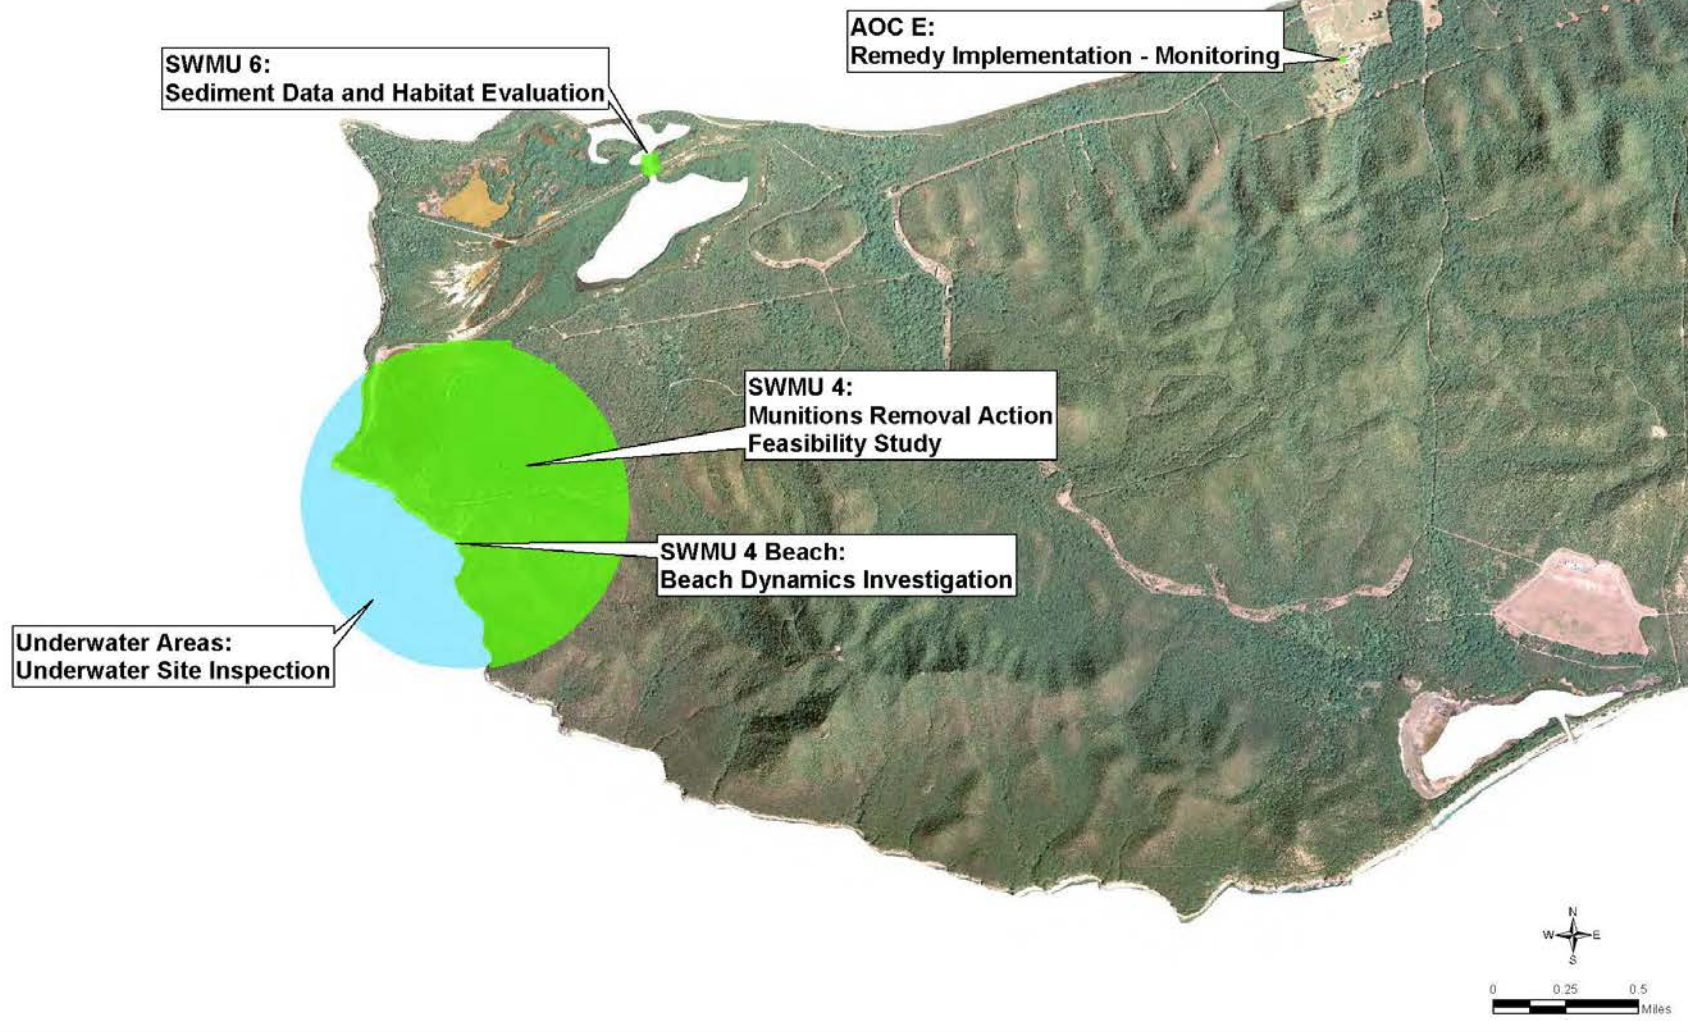 AOC E:
Remedy Implementation - Monitoring
SWMU 6:
Sediment Data and Habitat Evaluation
SWMU 4:
Munitions Removal Action
Feasibility Study
SWMU 4 Beach:
Beach Dynamics Investigation
Underwater Areas:
Underwater Site Inspection
N
W E
S
0 0.25 0.5
Miles